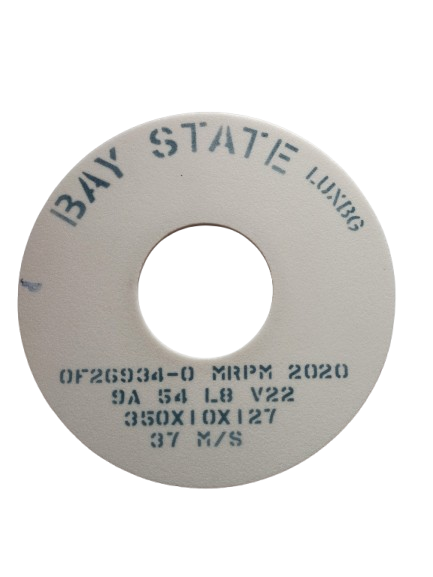 BAY STATE LUXBG
OF26934-0 MRPM 2020
9A 54 L8 V22
350X10X127
37 M/S